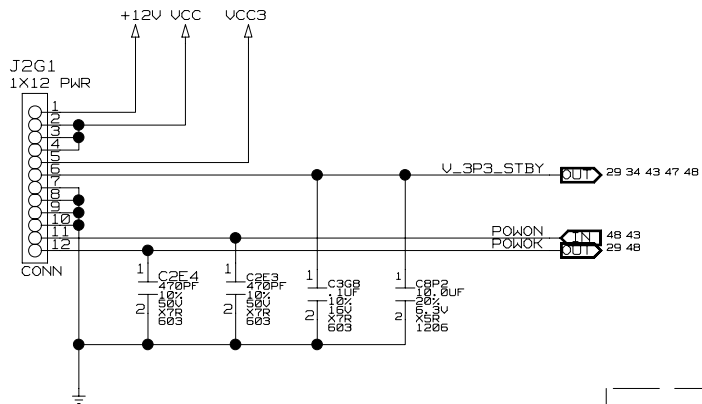 +12V VCC VCC3
J2G1
1X12 PWR
1
2
3
4
5
6
7
8
9
10
11
12
CONN
V_3P3_STBY OUT 29 34 43 47 48
POWON IN 48 43
POWOK OUT 29 48
1
2
C2E4
470PF
10%
50V
X7R
603
1
2
C2E3
470PF
10%
50V
X7R
603
1
2
C3G8
.1UF
10%
16V
X7R
603
1
2
C8P2
10.0UF
20%
6.3V
X5R
1206